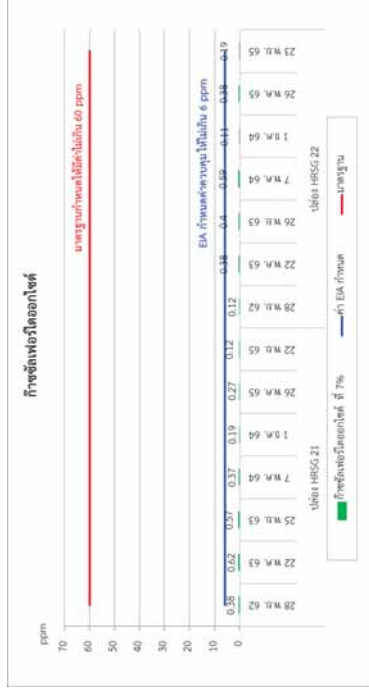 ก๊าซซัลเฟอร์ไดออกไซด์
ppm
70
60
50
40
30
20
10
0
มาตรฐานกำหนดให้มีค่าไม่เกิน 60 ppm
EIA กำหนดค่าควบคุมให้ไม่เกิน 6 ppm
0.38 0.62 0.57 0.37 0.19 0.27 0.12 0.12 0.38 0.4 0.59 0.11 0.38 0.19
28 พ.ย. 62 22 พ.ค. 63 25 พ.ย. 63 7 พ.ค. 64 1 ธ.ค. 64 26 พ.ค. 65 22 พ.ย. 65 28 พ.ย. 62 22 พ.ค. 63 26 พ.ย. 63 7 พ.ค. 64 1 ธ.ค. 64 26 พ.ค. 65 23 พ.ย. 65
ปล่อง HRSG 21 ปล่อง HRSG 22
ก๊าซซัลเฟอร์ไดออกไซด์ ที่ 7% ค่า EIA กำหนด มาตรฐาน